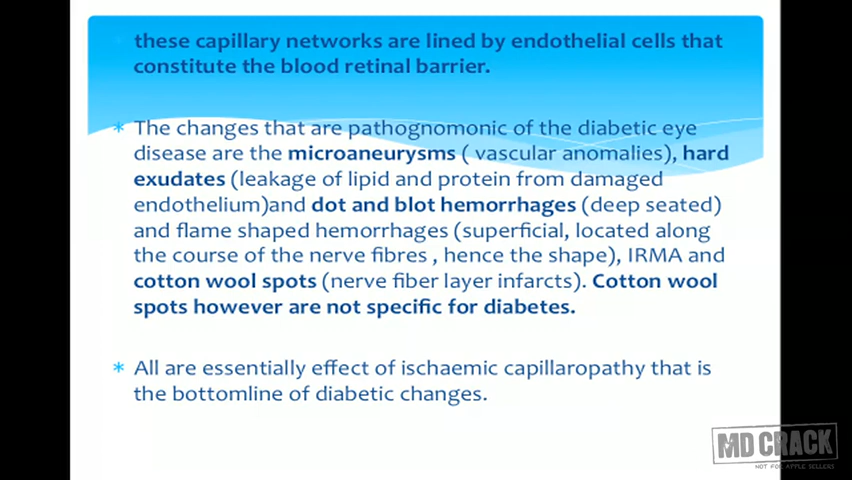 these capillary networks are lined by endothelial cells that
constitute the blood retinal barrier.
* The changes that are pathognomonic of the diabetic eye
disease are the microaneurysms ( vascular anomalies), hard
exudates (leakage of lipid and protein from damaged
endothelium)and dot and blot hemorrhages (deep seated)
and flame shaped hemorrhages (superficial, located along
the course of the nerve fibres , hence the shape), IRMA and
cotton wool spots (nerve fiber layer infarcts). Cotton wool
spots however are not specific for diabetes.
* All are essentially effect of ischaemic capillaropathy that is
the bottomline of diabetic changes.
MD CRACK
NOT FOR APPLE SELLERS